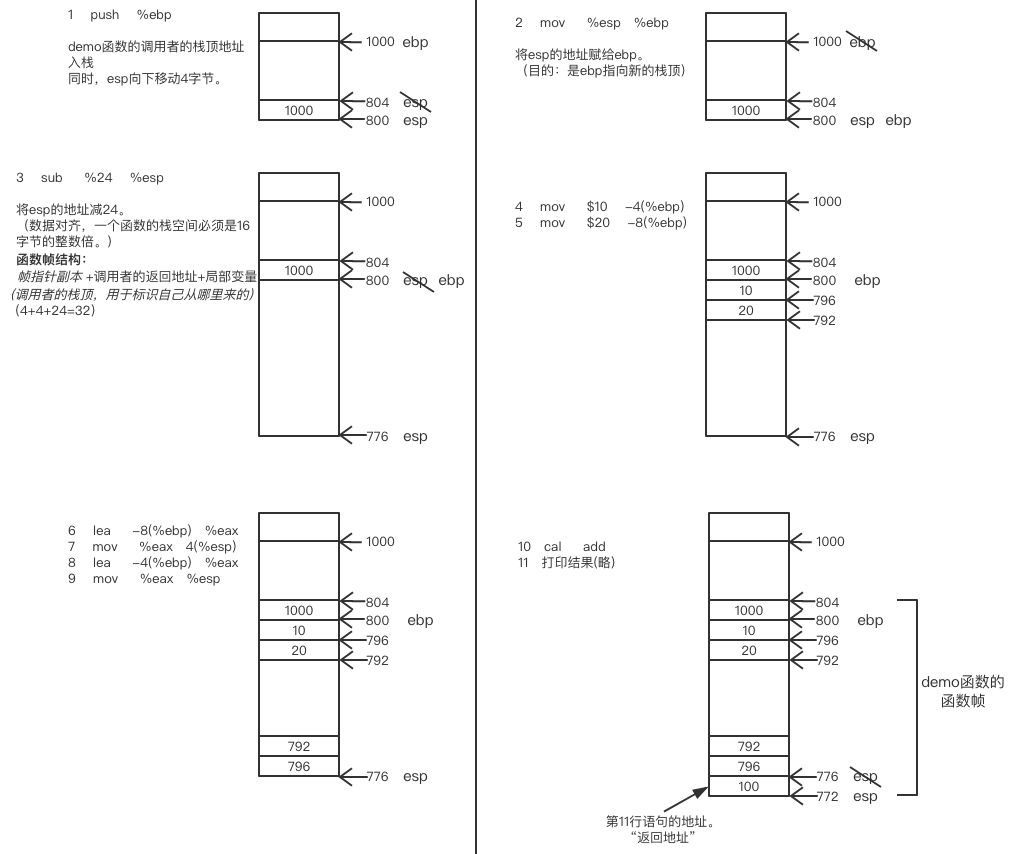 1 push %ebp
demo函数的调用者的栈顶地址
入栈
同时，esp向下移动4字节。
1000 ebp
804 esp
1000
800 esp
2 mov %esp %ebp
将esp的地址赋给ebp。
（目的：是ebp指向新的栈顶）
1000 ebp
804
1000
800 esp ebp
3 sub %24 %esp
将esp的地址减24。
（数据对齐，一个函数的栈空间必须是16
字节的整数倍。）
函数帧结构：
帧指针副本 +调用者的返回地址+局部变量
(调用者的栈顶，用于标识自己从哪里来的)
(4+4+24=32)
1000
804
1000
800 esp ebp
776 esp
4 mov $10 -4(%ebp)
5 mov $20 -8(%ebp)
1000
804
1000
800 ebp
10
796
20
792
776 esp
6 lea -8(%ebp) %eax
7 mov %eax 4(%esp)
8 lea -4(%ebp) %eax
9 mov %eax %esp
1000
804
1000
800 ebp
10
796
20
792
792
796
776 esp
10 cal add
11 打印结果(略)
1000
804
1000
800 ebp
10
796
20
792
demo函数的
函数帧
792
796
776 esp
100
772 esp
第11行语句的地址。
“返回地址”